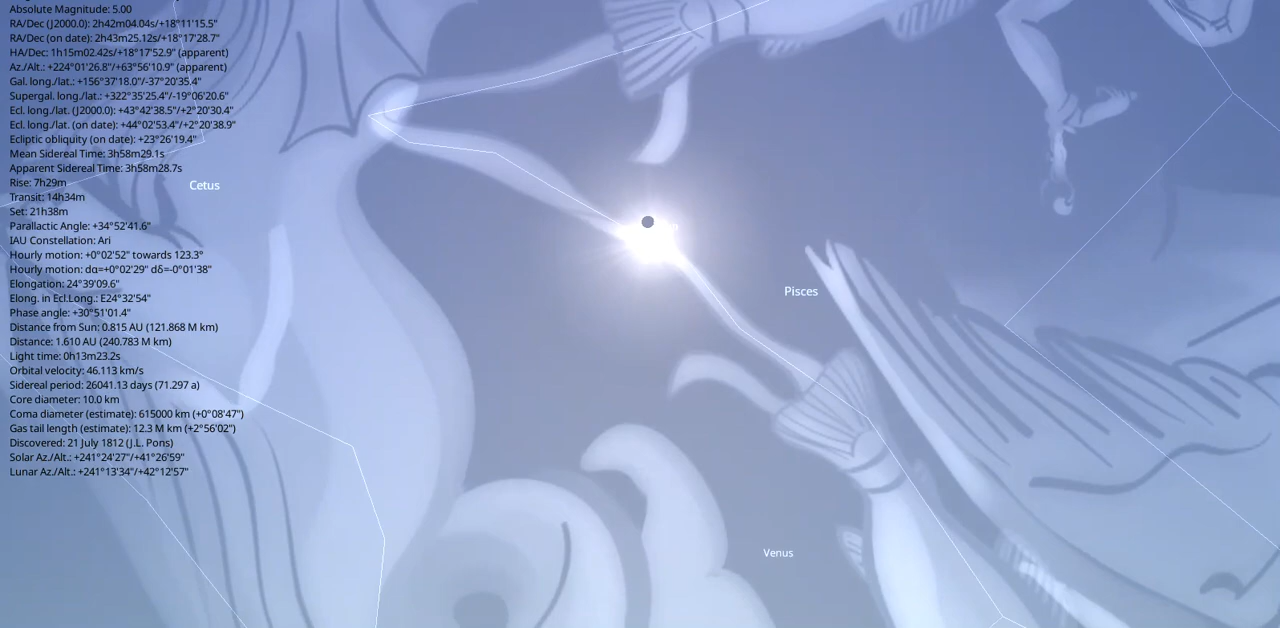 Absolute Magnitude: 5.00
RA/Dec (J2000.0): 2h42m04.04s/+18°11'15.5"
RA/Dec (on date): 2h43m25.12s/+18°17'28.7"
HA/Dec: 1h15m02.42s/+18°17'52.9" (apparent)
Az./Alt.: +224°01'26.8"/+63°56'10.9" (apparent)
Gal. long./lat.: +156°37'18.0"/-37°20'35.4"
Supergal. long./lat.: +322°35'25.4"/-19°06'20.6"
Ecl. long./lat. (J2000.0): +43°42'38.5"/+2°20'30.4"
Ecl. long./lat. (on date): +44°02'53.4"/+2°20'38.9"
Ecliptic obliquity (on date): +23°26'19.4"
Mean Sidereal Time: 3h58m29.1s
Apparent Sidereal Time: 3h58m28.7s
Rise: 7h29m
Cetus
Transit: 14h34m
Set: 21h38m
Parallactic Angle: +34°52'41.6"
IAU Constellation: Ari
Hourly motion: +0°02'52" towards 123.3°
Hourly motion: dα=+0°02'29" dδ=-0°01'38"
Elongation: 24°39'09.6"
Pisces
Elong. in Ecl.Long.: E24°32'54"
Phase angle: +30°51'01.4"
Distance from Sun: 0.815 AU (121.868 M km)
Distance: 1.610 AU (240.783 M km)
Light time: 0h13m23.2s
Orbital velocity: 46.113 km/s
Sidereal period: 26041.13 days (71.297 a)
Core diameter: 10.0 km
Coma diameter (estimate): 615000 km (+0°08'47")
Gas tail length (estimate): 12.3 M km (+2°56'02")
Discovered: 21 July 1812 (J.L. Pons)
Solar Az./Alt.: +241°24'27"/+41°26'59"
Lunar Az./Alt.: +241°13'34"/+42°12'57"
Venus